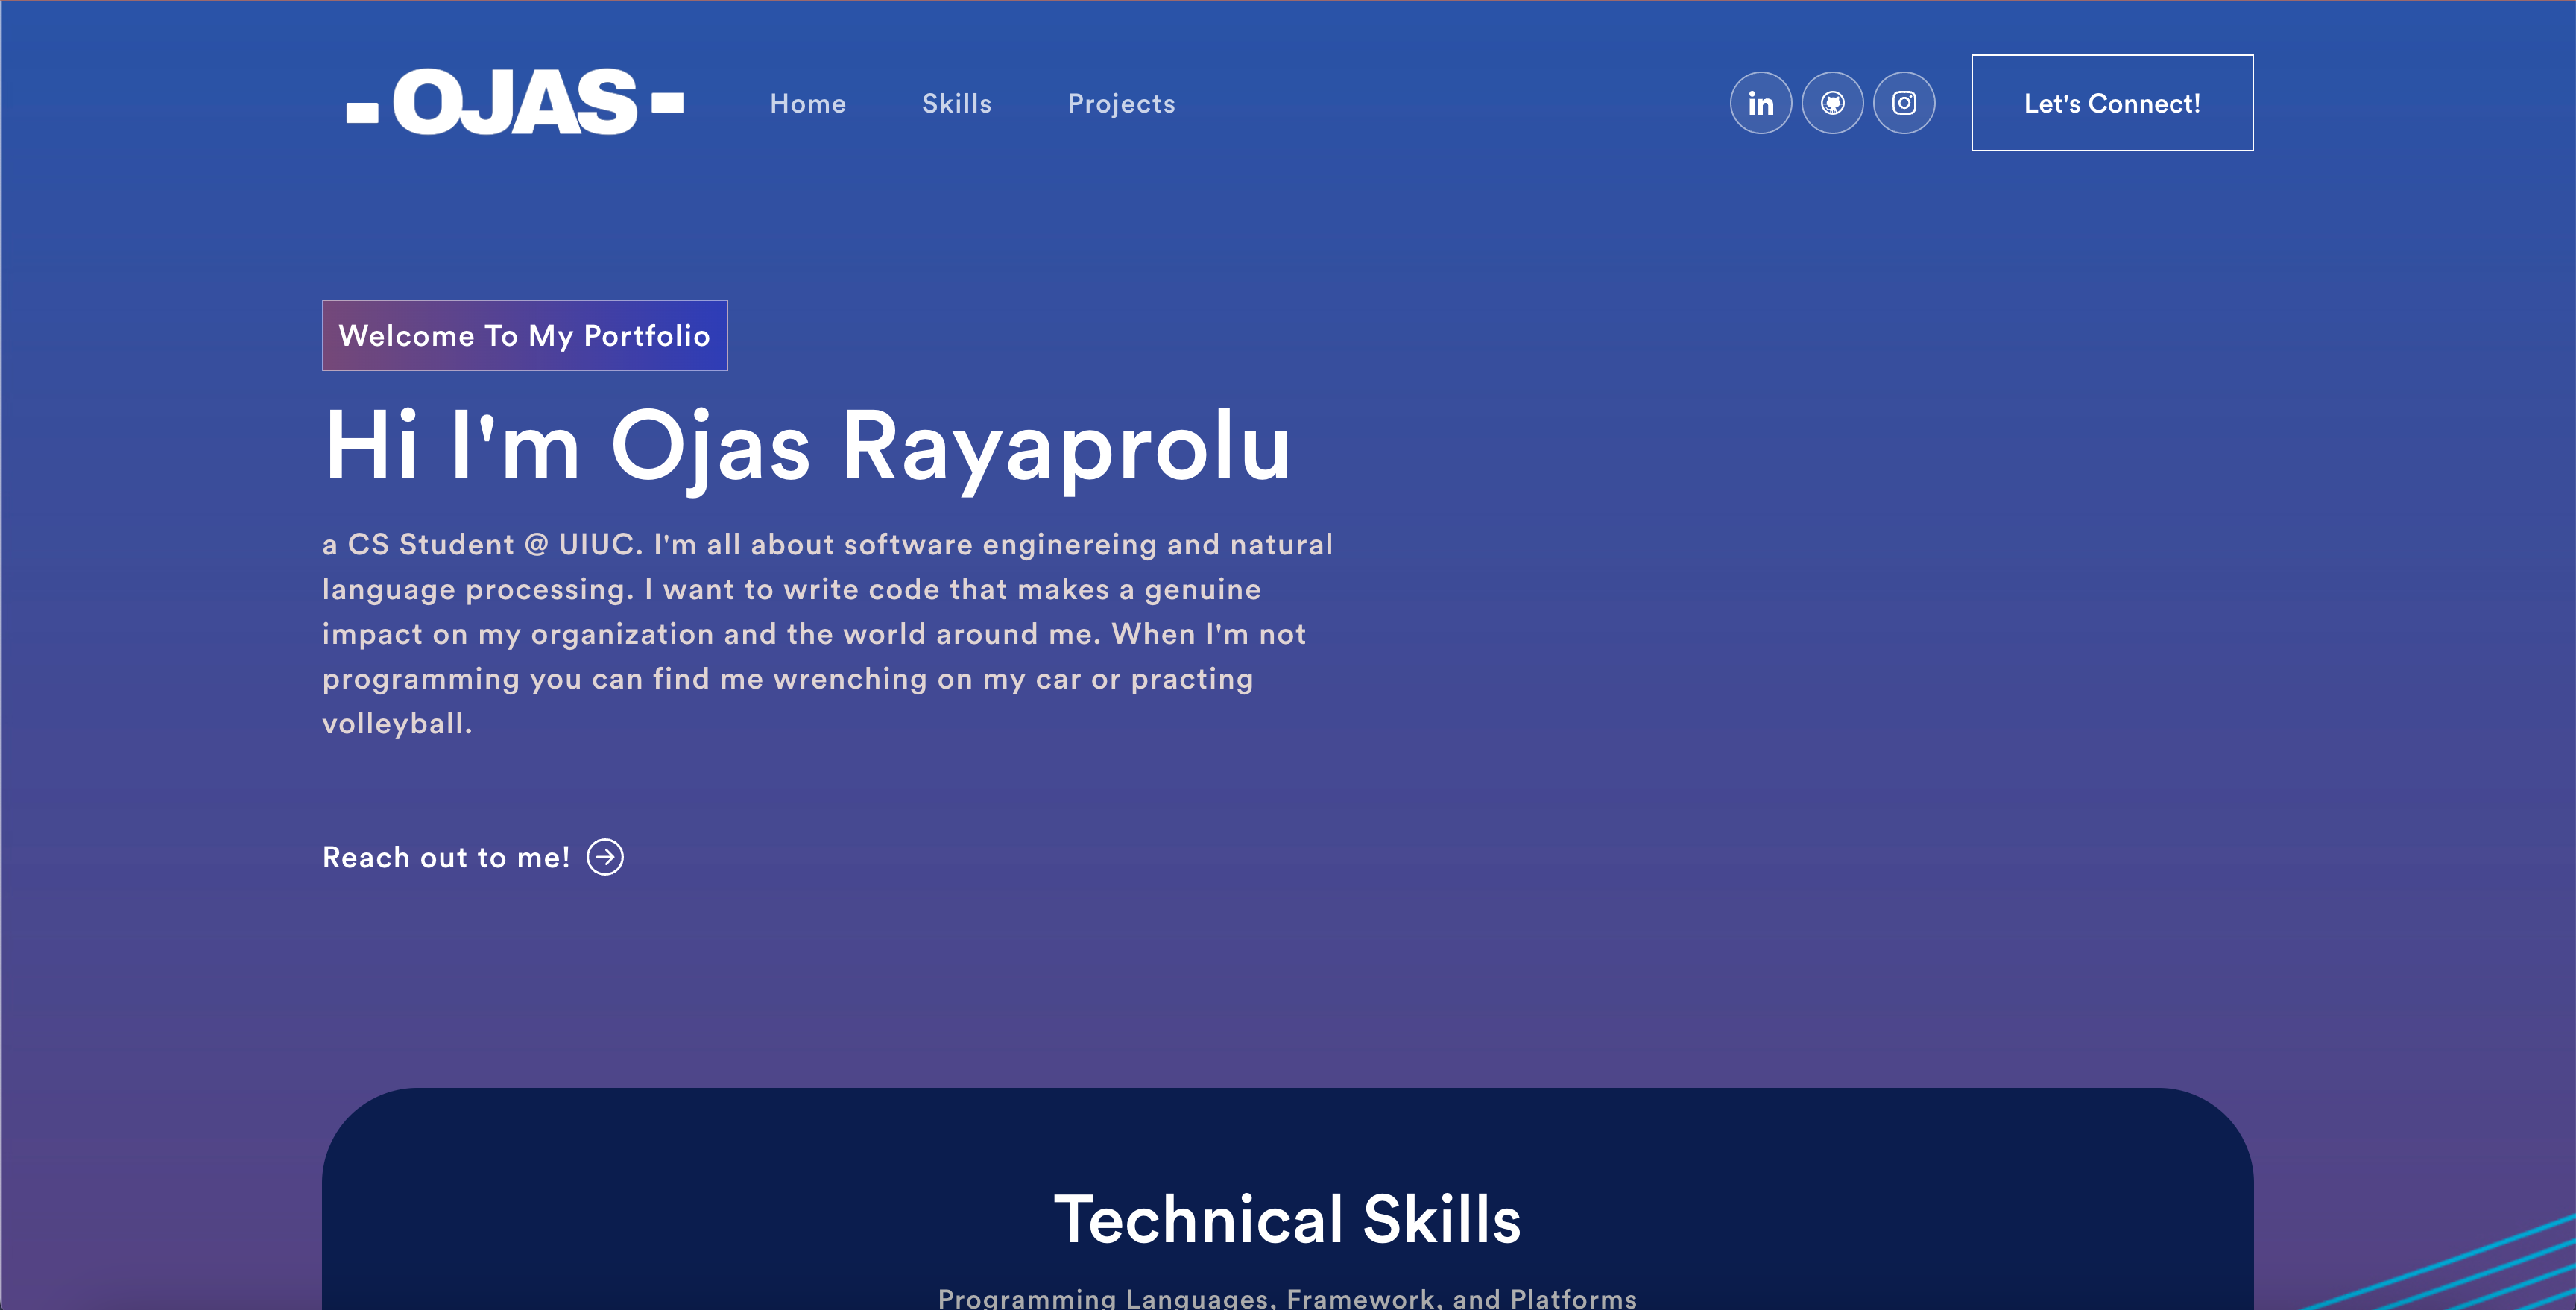 -OJAS-
Home Skills Projects
in
Let's Connect!
Welcome To My Portfolio
Hi I'm Ojas Rayaprolu
a CS Student @ UIUC. I'm all about software enginereing and natural
language processing. I want to write code that makes a genuine
impact on my organization and the world around me. When I'm not
programming you can find me wrenching on my car or practing
volleyball.
Reach out to me!
Technical Skills
Programming Languages, Framework, and Platforms